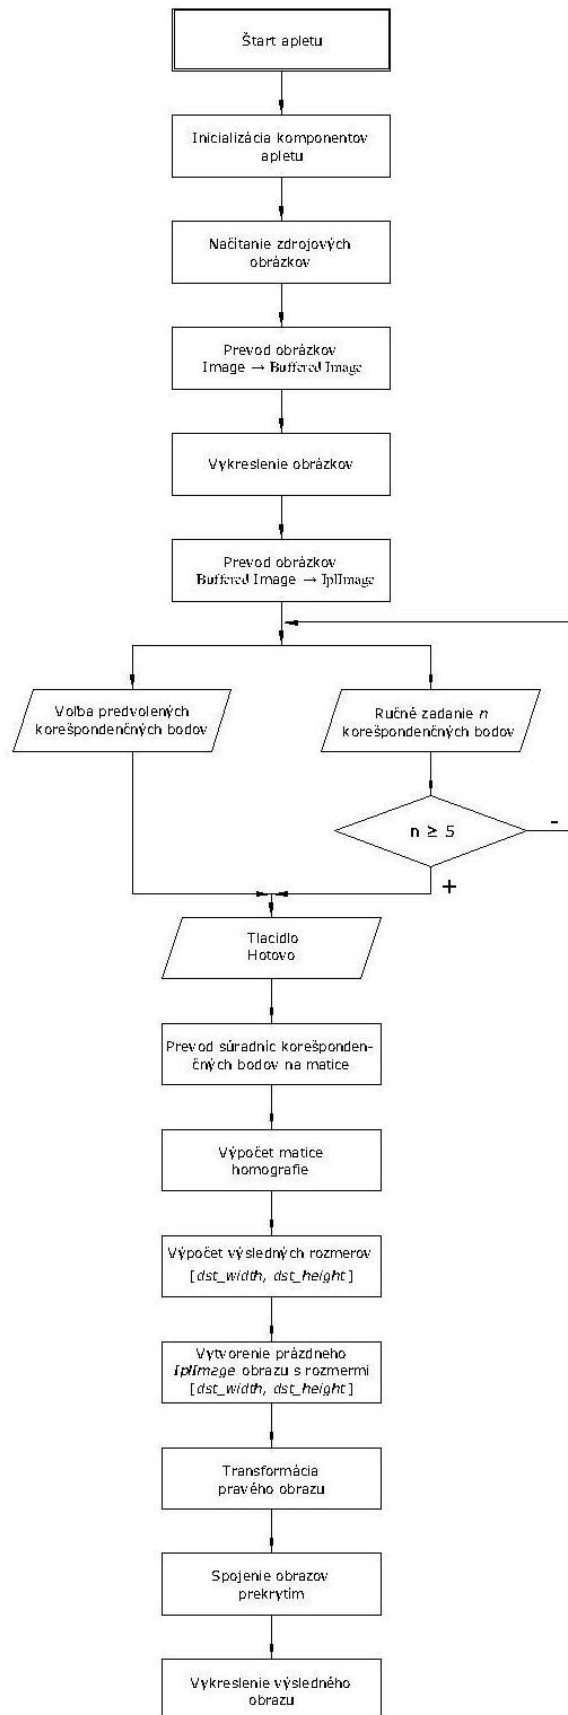 Štart apletu
Inicializácia komponentov
apletu
Načítanie zdrojových
obrázkov
Prevod obrázkov
Image → Buffered Image
Vykreslenie obrázkov
Prevod obrázkov
Buffered Image → IplImage
Voľba predvolených
korešpondenčných bodov
Ručné zadanie n
korešpondenčných bodov
n ≥ 5
-
+
Tlacidlo
Hotovo
Prevod súradníc korešponden-
čných bodov na matice
Výpočet matice
homografie
Výpočet výsledných rozmerov
[dst_width, dst_height]
Vytvorenie prázdneho
IplImage obrazu s rozmermi
[dst_width, dst_height]
Transformácia
pravého obrazu
Spojenie obrazov
prekrytím
Vykreslenie výsledného
obrazu